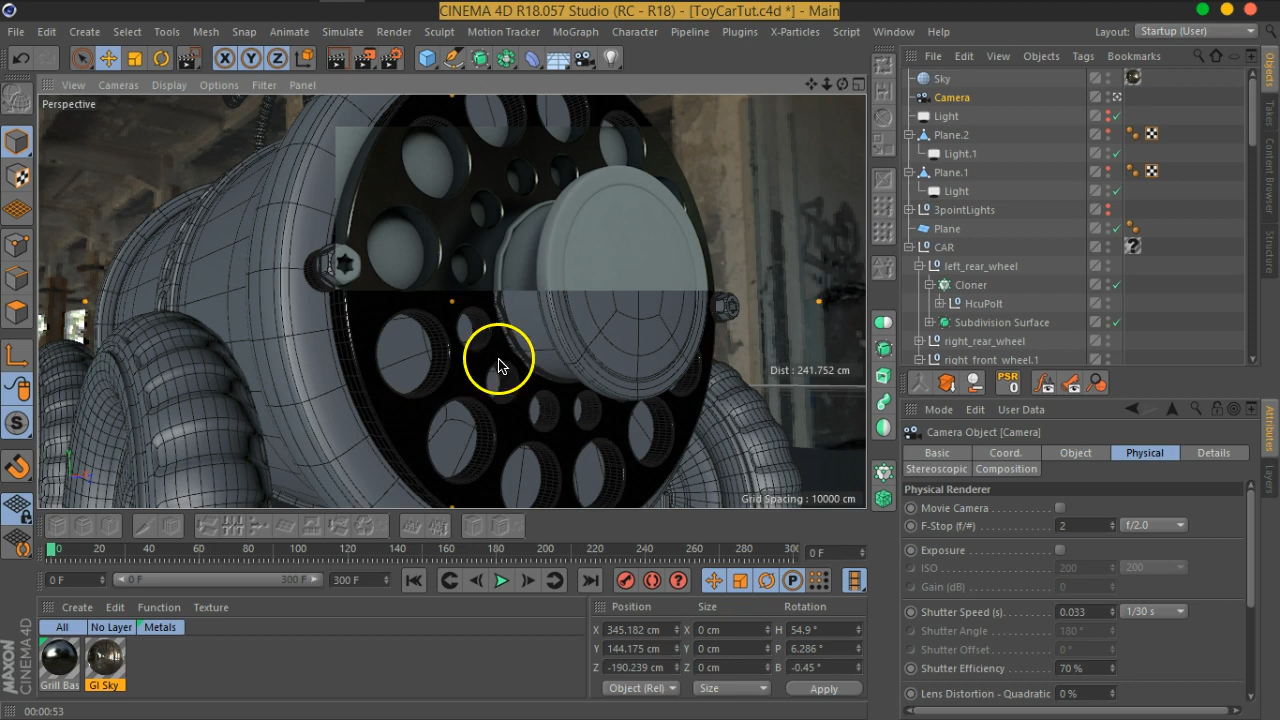 CINEMA 4D R18.057 Studio (RC - R18) - [ToyCarTut.c4d *] - Main
File Edit Create Select Tools Mesh Snap Animate Simulate Render Sculpt Motion Tracker MoGraph Character Pipeline Plugins X-Particles Script Window Help Layout: Startup (User)
View Cameras Display Options Filter Panel
Perspective
Dist : 241.752 cm
Grid Spacing : 10000 cm
File Edit View Objects Tags Bookmarks
Sky
Camera
Light
Plane.2
Light.1
Plane.1
Light
3pointLights
Plane
CAR
left_rear_wheel
Cloner
HcuPolt
Subdivision Surface
right_rear_wheel
right_front_wheel.1
Objects
Takes
Content Browser
Structure
PSR
0
Mode Edit User Data
Camera Object [Camera]
Basic Coord. Object Physical Details
Stereoscopic Composition
Physical Renderer
Movie Camera
F-Stop (f/#) 2 f/2.0
Exposure
ISO 200 200
Gain (dB) 0
Shutter Speed (s) 0.033 1/30 s
Shutter Angle 180 °
Shutter Offset 0 °
Shutter Efficiency 70 %
Lens Distortion - Quadratic 0 %
Attributes
Layers
0 20 40 60 80 100 120 140 160 180 200 220 240 260 280 300 0 F
0 F 0 F 300 F 300 F
Create Edit Function Texture
All No Layer Metals
Grill Bas GI Sky
Position Size Rotation
X 345.182 cm X 0 cm H 54.9 °
Y 144.175 cm Y 0 cm P 6.286 °
Z -190.239 cm Z 0 cm B -0.45 °
Object (Rel) Size Apply
MAXON
CINEMA 4D
00:00:53